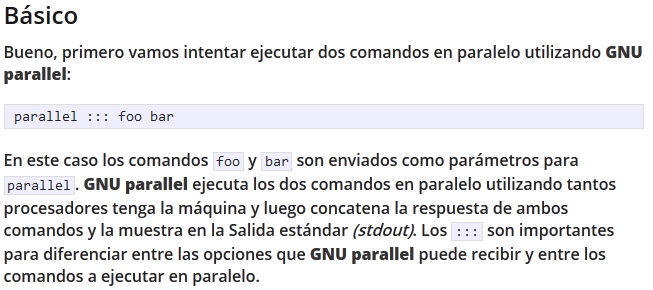 Básico
Bueno, primero vamos intentar ejecutar dos comandos en paralelo utilizando GNU
parallel:
parallel ::: foo bar
En este caso los comandos foo y bar son enviados como parámetros para
parallel. GNU parallel ejecuta los dos comandos en paralelo utilizando tantos
procesadores tenga la máquina y luego concatena la respuesta de ambos
comandos y la muestra en la Salida estándar (stdout). Los ::: son importantes
para diferenciar entre las opciones que GNU parallel puede recibir y entre los
comandos a ejecutar en paralelo.